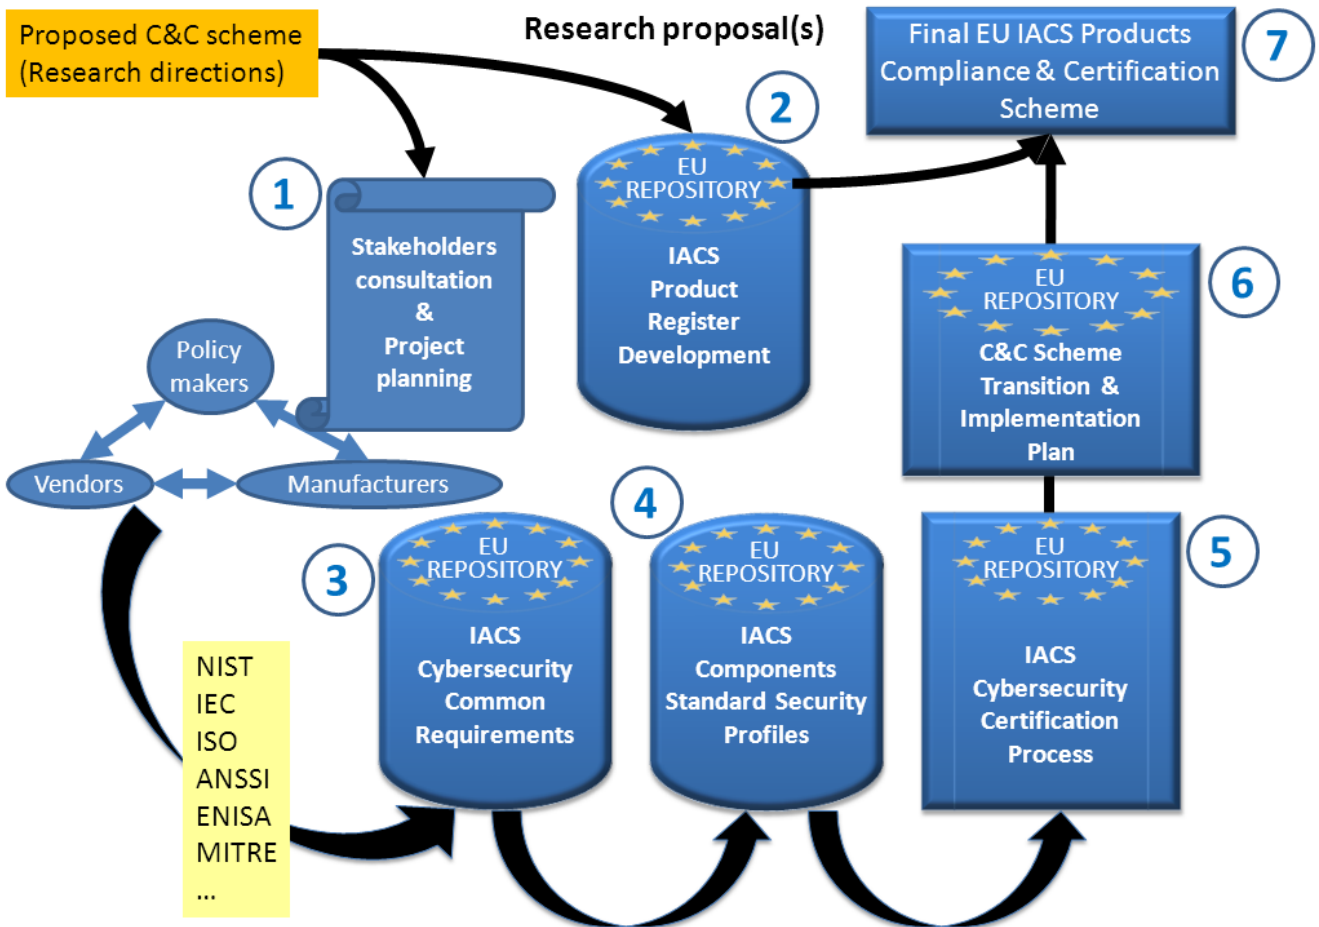 Proposed C&C scheme
(Research directions)
Research proposal(s)
Final EU IACS Products
Compliance & Certification
Scheme
7
1
Stakeholders
consultation
&
Project
planning
2
EU
REPOSITORY
IACS
Product
Register
Development
6
EU
REPOSITORY
C&C Scheme
Transition &
Implementation
Plan
Policy
makers
Vendors
Manufacturers
NIST
IEC
ISO
ANSSI
ENISA
MITRE
...
3
EU
REPOSITORY
IACS
Cybersecurity
Common
Requirements
4
EU
REPOSITORY
IACS
Components
Standard Security
Profiles
5
EU
REPOSITORY
IACS
Cybersecurity
Certification
Process